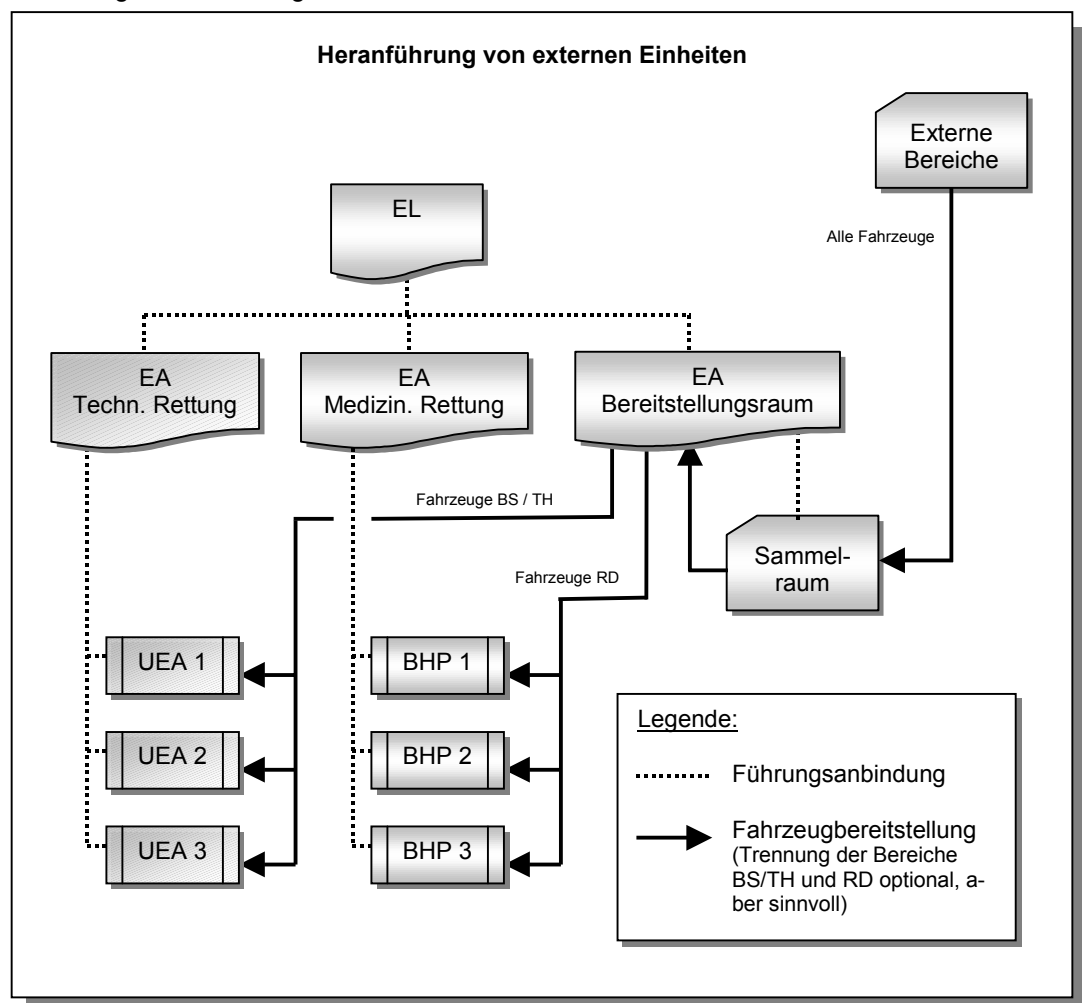 Heranführung von externen Einheiten
Externe
Bereiche
EL
Alle Fahrzeuge
EA
Techn. Rettung
EA
Medizin. Rettung
EA
Bereitstellungsraum
Fahrzeuge BS / TH
Sammel-
raum
Fahrzeuge RD
UEA 1
BHP 1
UEA 2
BHP 2
UEA 3
BHP 3
Legende:
Führungsanbindung
Fahrzeugbereitstellung
(Trennung der Bereiche
BS/TH und RD optional, a-
ber sinnvoll)